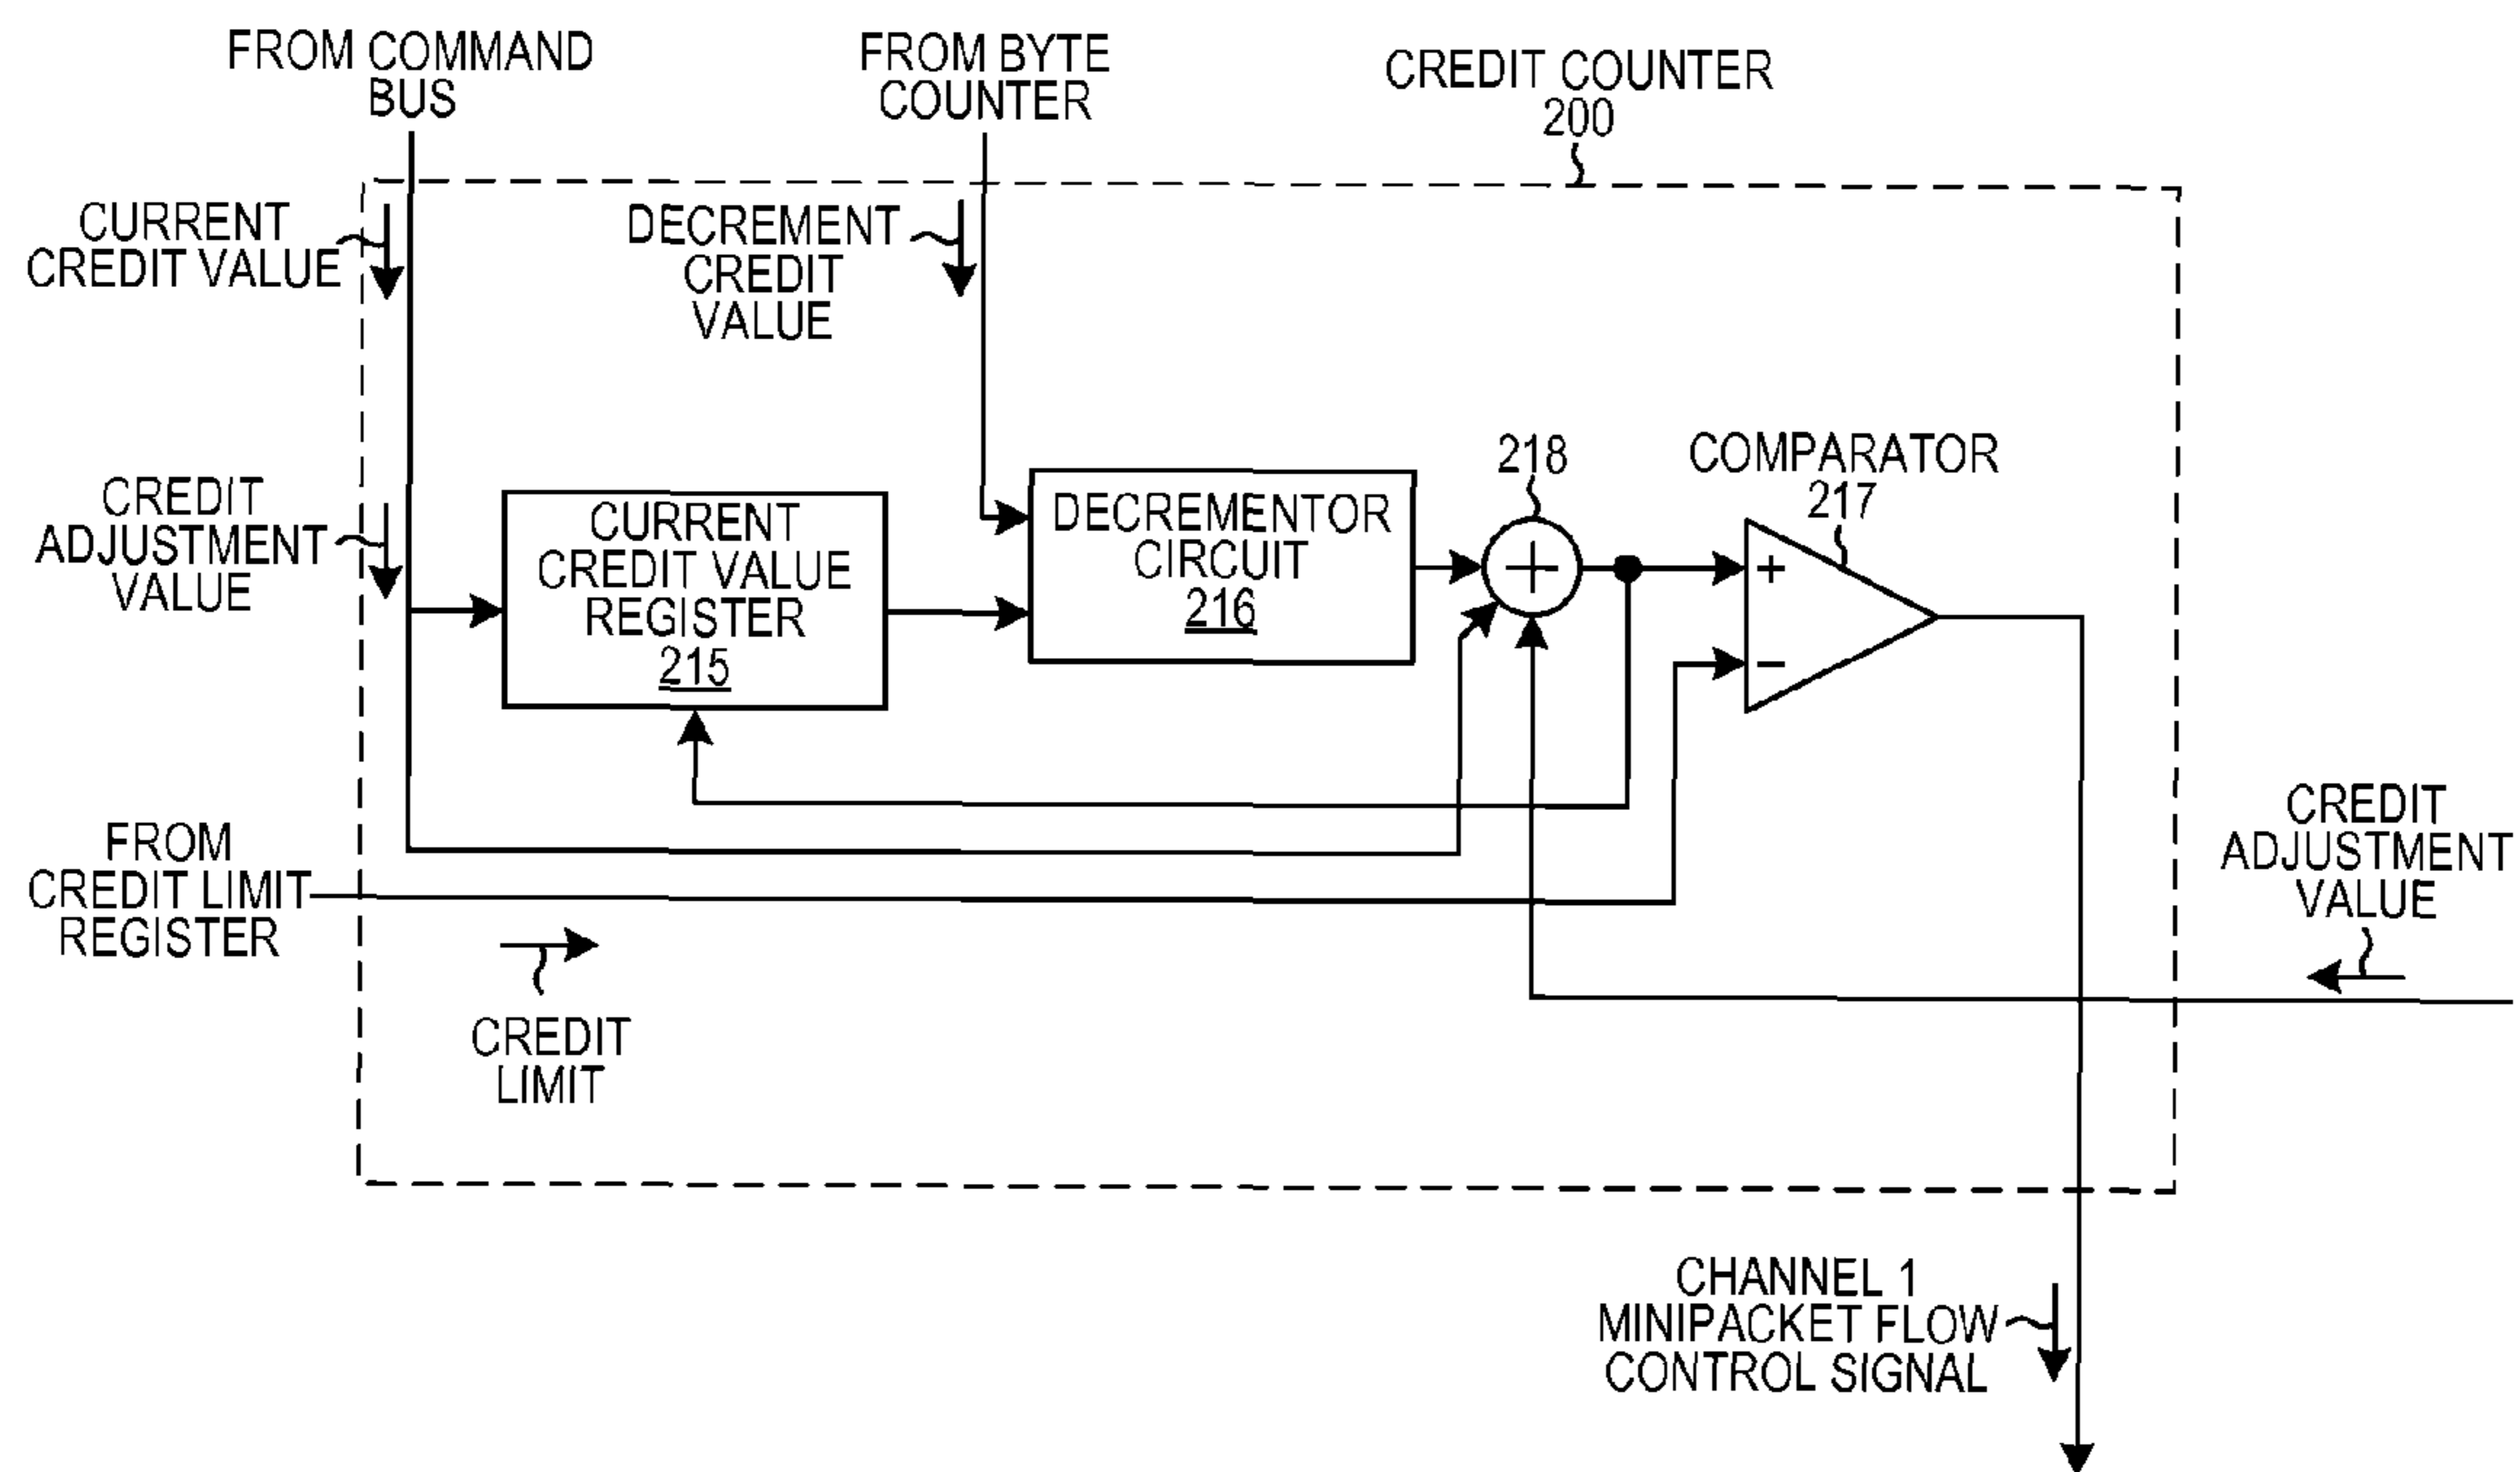 FROM COMMAND
BUS
FROM BYTE
COUNTER
CREDIT COUNTER
200
CURRENT
CREDIT VALUE
DECREMENT
CREDIT
VALUE
CREDIT
ADJUSTMENT
VALUE
CURRENT
CREDIT VALUE
REGISTER
215
DECREMENTOR
CIRCUIT
216
218
+
COMPARATOR
217
+
−
FROM
CREDIT LIMIT
REGISTER
CREDIT
LIMIT
CREDIT
ADJUSTMENT
VALUE
CHANNEL 1
MINIPACKET FLOW
CONTROL SIGNAL